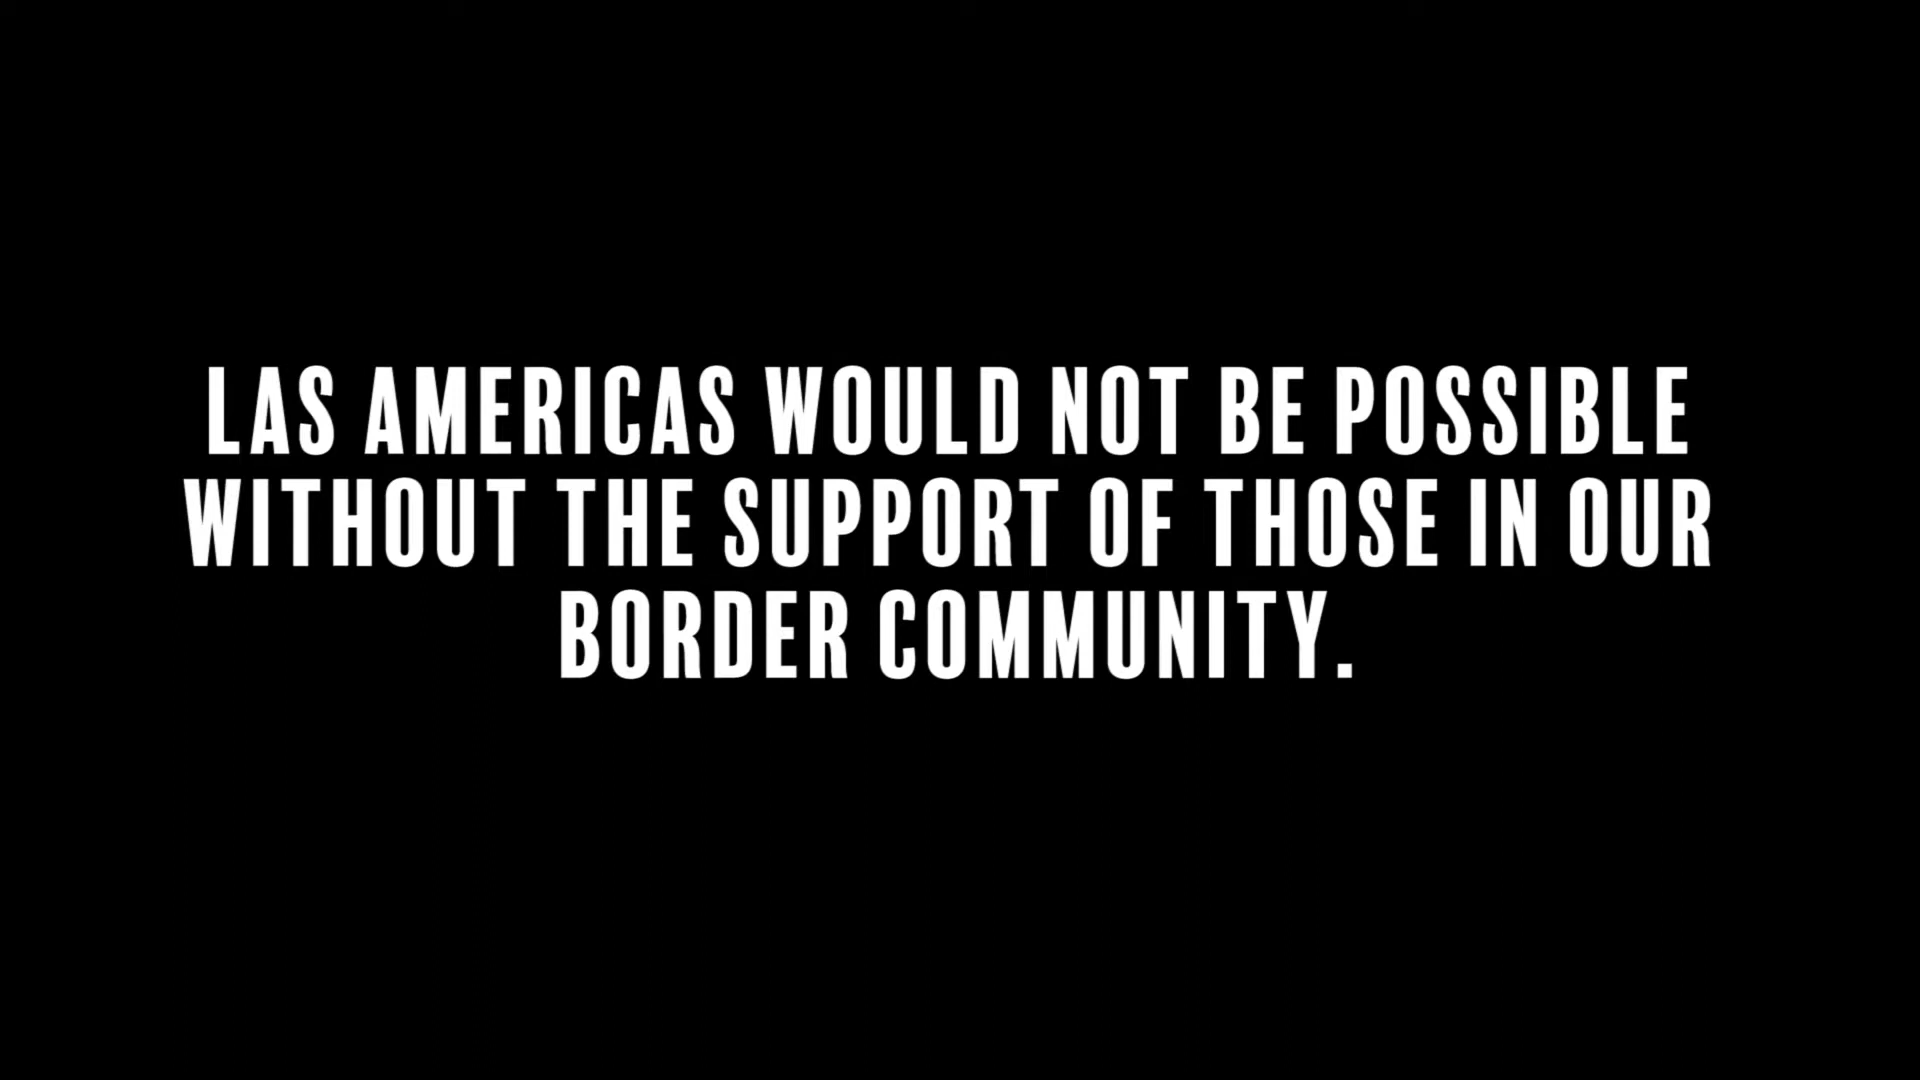 LAS AMERICAS WOULD NOT BE POSSIBLE
WITHOUT THE SUPPORT OF THOSE IN OUR
BORDER COMMUNITY.